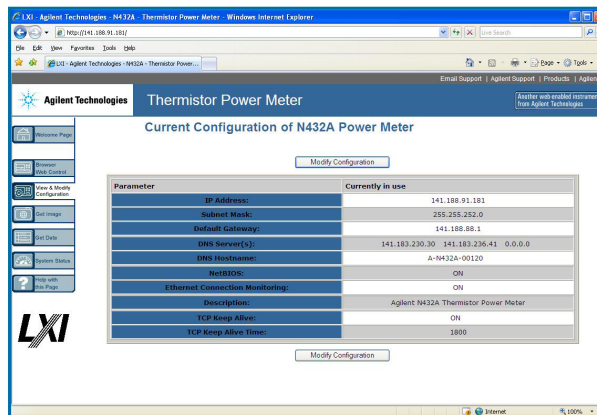 LXI - Agilent Technologies - N432A - Thermistor Power Meter - Windows Internet Explorer
http://141.188.91.181/
Live Search
File Edit View Favorites Tools Help
LXI - Agilent Technologies - N432A - Thermistor Power...
Page Tools
Email Support | Agilent Support | Products | Agilen
Agilent Technologies
Thermistor Power Meter
Another web-enabled instrumen
from Agilent Technologies
Welcome Page
Current Configuration of N432A Power Meter
Browser
Web Control
Modify Configuration
View & Modify
Configuration
Parameter Currently in use
IP Address: 141.188.91.181
Get Image
Subnet Mask: 255.255.252.0
Default Gateway: 141.188.88.1
Get Data
DNS Server(s): 141.183.230.30 141.183.236.41 0.0.0.0
DNS Hostname: A-N432A-00120
System Status
NetBIOS: ON
Help with
this Page
Ethernet Connection Monitoring: ON
Description: Agilent N432A Thermistor Power Meter
TCP Keep Alive: ON
LXI
TCP Keep Alive Time: 1800
Modify Configuration
Internet 100%